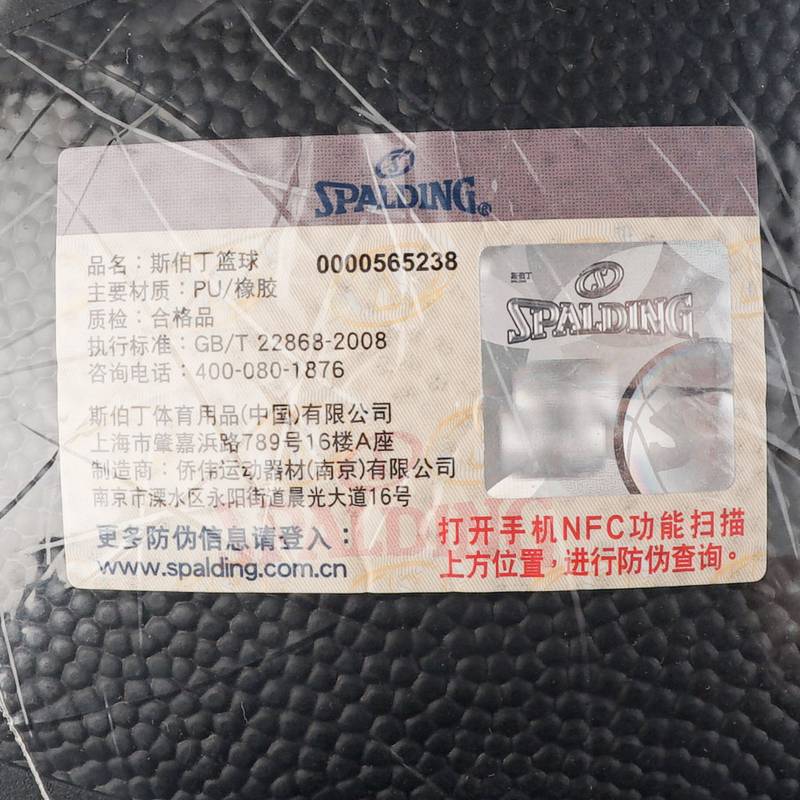 SPALDING®
品名：斯伯丁篮球 0000565238
主要材质：PU/橡胶
质检：合格品
执行标准：GB/T 22868-2008
咨询电话：400-080-1876
斯伯丁体育用品(中国)有限公司
上海市肇嘉浜路789号16楼A座
制造商：侨伟运动器材(南京)有限公司
南京市溧水区永阳街道晨光大道16号
更多防伪信息请登入：
www.spalding.com.cn
斯伯丁
SPALDING
打开手机NFC功能扫描
上方位置，进行防伪查询。